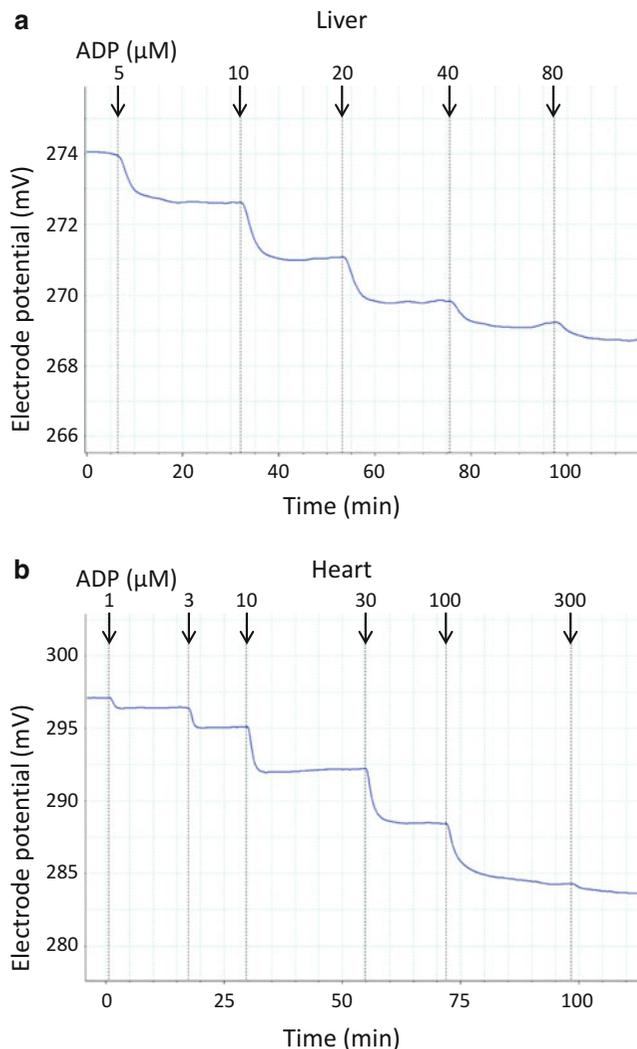 a
Liver
ADP (μM)
5 10 20 40 80
Electrode potential (mV)
274
272
270
268
266
0 20 40 60 80 100
Time (min)
b
Heart
ADP (μM)
1 3 10 30 100 300
Electrode potential (mV)
300
295
290
285
280
0 25 50 75 100
Time (min)